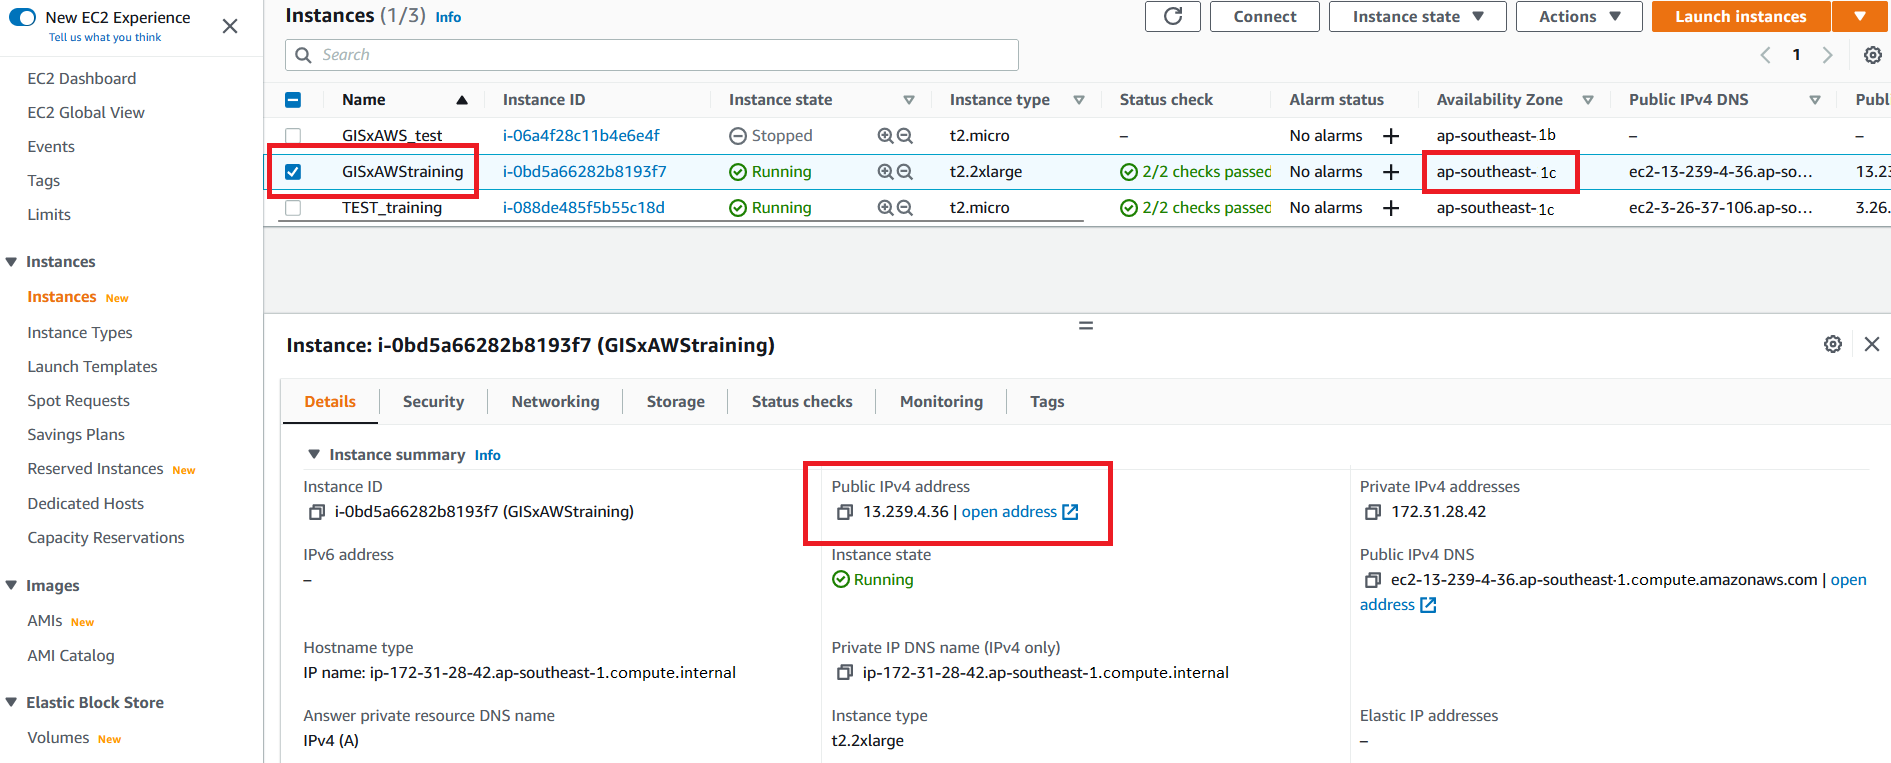 New EC2 Experience
Tell us what you think
EC2 Dashboard
EC2 Global View
Events
Tags
Limits
Instances
Instances New
Instance Types
Launch Templates
Spot Requests
Savings Plans
Reserved Instances New
Dedicated Hosts
Capacity Reservations
Images
AMIs New
AMI Catalog
Elastic Block Store
Volumes New
Instances (1/3) Info
Connect
Instance state
Actions
Launch instances
Search
1
Name Instance ID Instance state Instance type Status check Alarm status Availability Zone Public IPv4 DNS Publ
GISxAWS_test i-06a4f28c11b4e6e4f Stopped t2.micro – No alarms + ap-southeast-1b – –
GISxAWStraining i-0bd5a66282b8193f7 Running t2.2xlarge 2/2 checks passed No alarms + ap-southeast-1c ec2-13-239-4-36.ap-so... 13.23
TEST_training i-088de485f5b55c18d Running t2.micro 2/2 checks passed No alarms + ap-southeast-1c ec2-3-26-37-106.ap-so... 3.26.
Instance: i-0bd5a66282b8193f7 (GISxAWStraining)
Details Security Networking Storage Status checks Monitoring Tags
Instance summary Info
Instance ID
i-0bd5a66282b8193f7 (GISxAWStraining)
Public IPv4 address
13.239.4.36 | open address
Private IPv4 addresses
172.31.28.42
IPv6 address
–
Instance state
Running
Public IPv4 DNS
ec2-13-239-4-36.ap-southeast-1.compute.amazonaws.com | open
address
Hostname type
IP name: ip-172-31-28-42.ap-southeast-1.compute.internal
Private IP DNS name (IPv4 only)
ip-172-31-28-42.ap-southeast-1.compute.internal
Answer private resource DNS name
IPv4 (A)
Instance type
t2.2xlarge
Elastic IP addresses
–